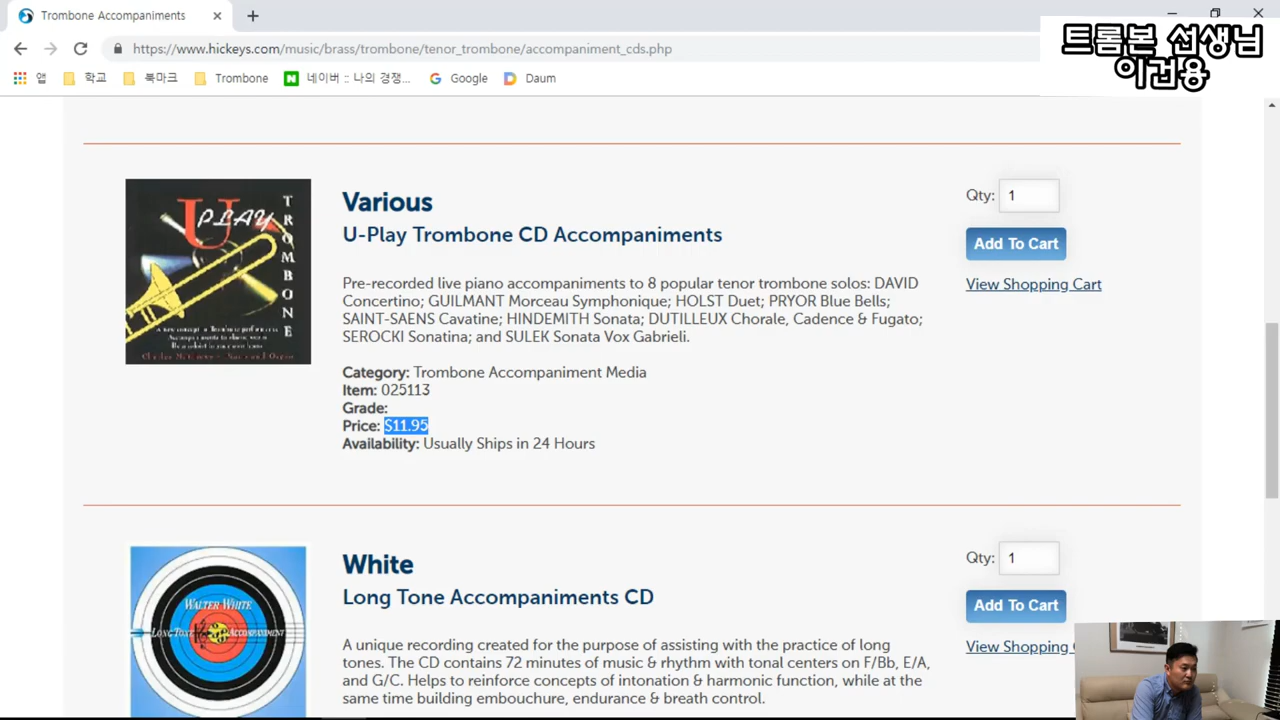 Trombone Accompaniments
https://www.hickeys.com/music/brass/trombone/tenor_trombone/accompaniment_cds.php
트롬본 선생님
이건용
앱 학교 북마크 Trombone 네이버 :: 나의 경쟁... Google Daum
U PLAY
TROMBONE
Various
U-Play Trombone CD Accompaniments
Pre-recorded live piano accompaniments to 8 popular tenor trombone solos: DAVID
Concertino; GUILMANT Morceau Symphonique; HOLST Duet; PRYOR Blue Bells;
SAINT-SAENS Cavatine; HINDEMITH Sonata; DUTILLEUX Chorale, Cadence & Fugato;
SEROCKI Sonatina; and SULEK Sonata Vox Gabrieli.
Category: Trombone Accompaniment Media
Item: 025113
Grade:
Price: $11.95
Availability: Usually Ships in 24 Hours
Qty: 1
Add To Cart
View Shopping Cart
WALTER WHITE
LONG TONE ACCOMPANIMENT
White
Long Tone Accompaniments CD
A unique recording created for the purpose of assisting with the practice of long
tones. The CD contains 72 minutes of music & rhythm with tonal centers on F/Bb, E/A,
and G/C. Helps to reinforce concepts of intonation & harmonic function, while at the
same time building embouchure, endurance & breath control.
Qty: 1
Add To Cart
View Shopping